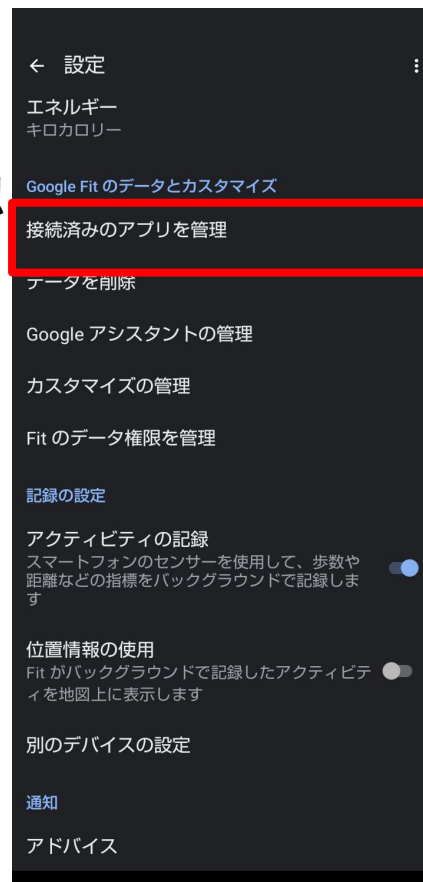 設定
エネルギー
キロカロリー
Google Fit のデータとカスタマイズ
接続済みのアプリを管理
データを削除
Google アシスタントの管理
カスタマイズの管理
Fit のデータ権限を管理
記録の設定
アクティビティの記録
スマートフォンのセンサーを使用して、歩数や
距離などの指標をバックグラウンドで記録しま
す
位置情報の使用
Fit がバックグラウンドで記録したアクティビテ
ィを地図上に表示します
別のデバイスの設定
通知
アドバイス